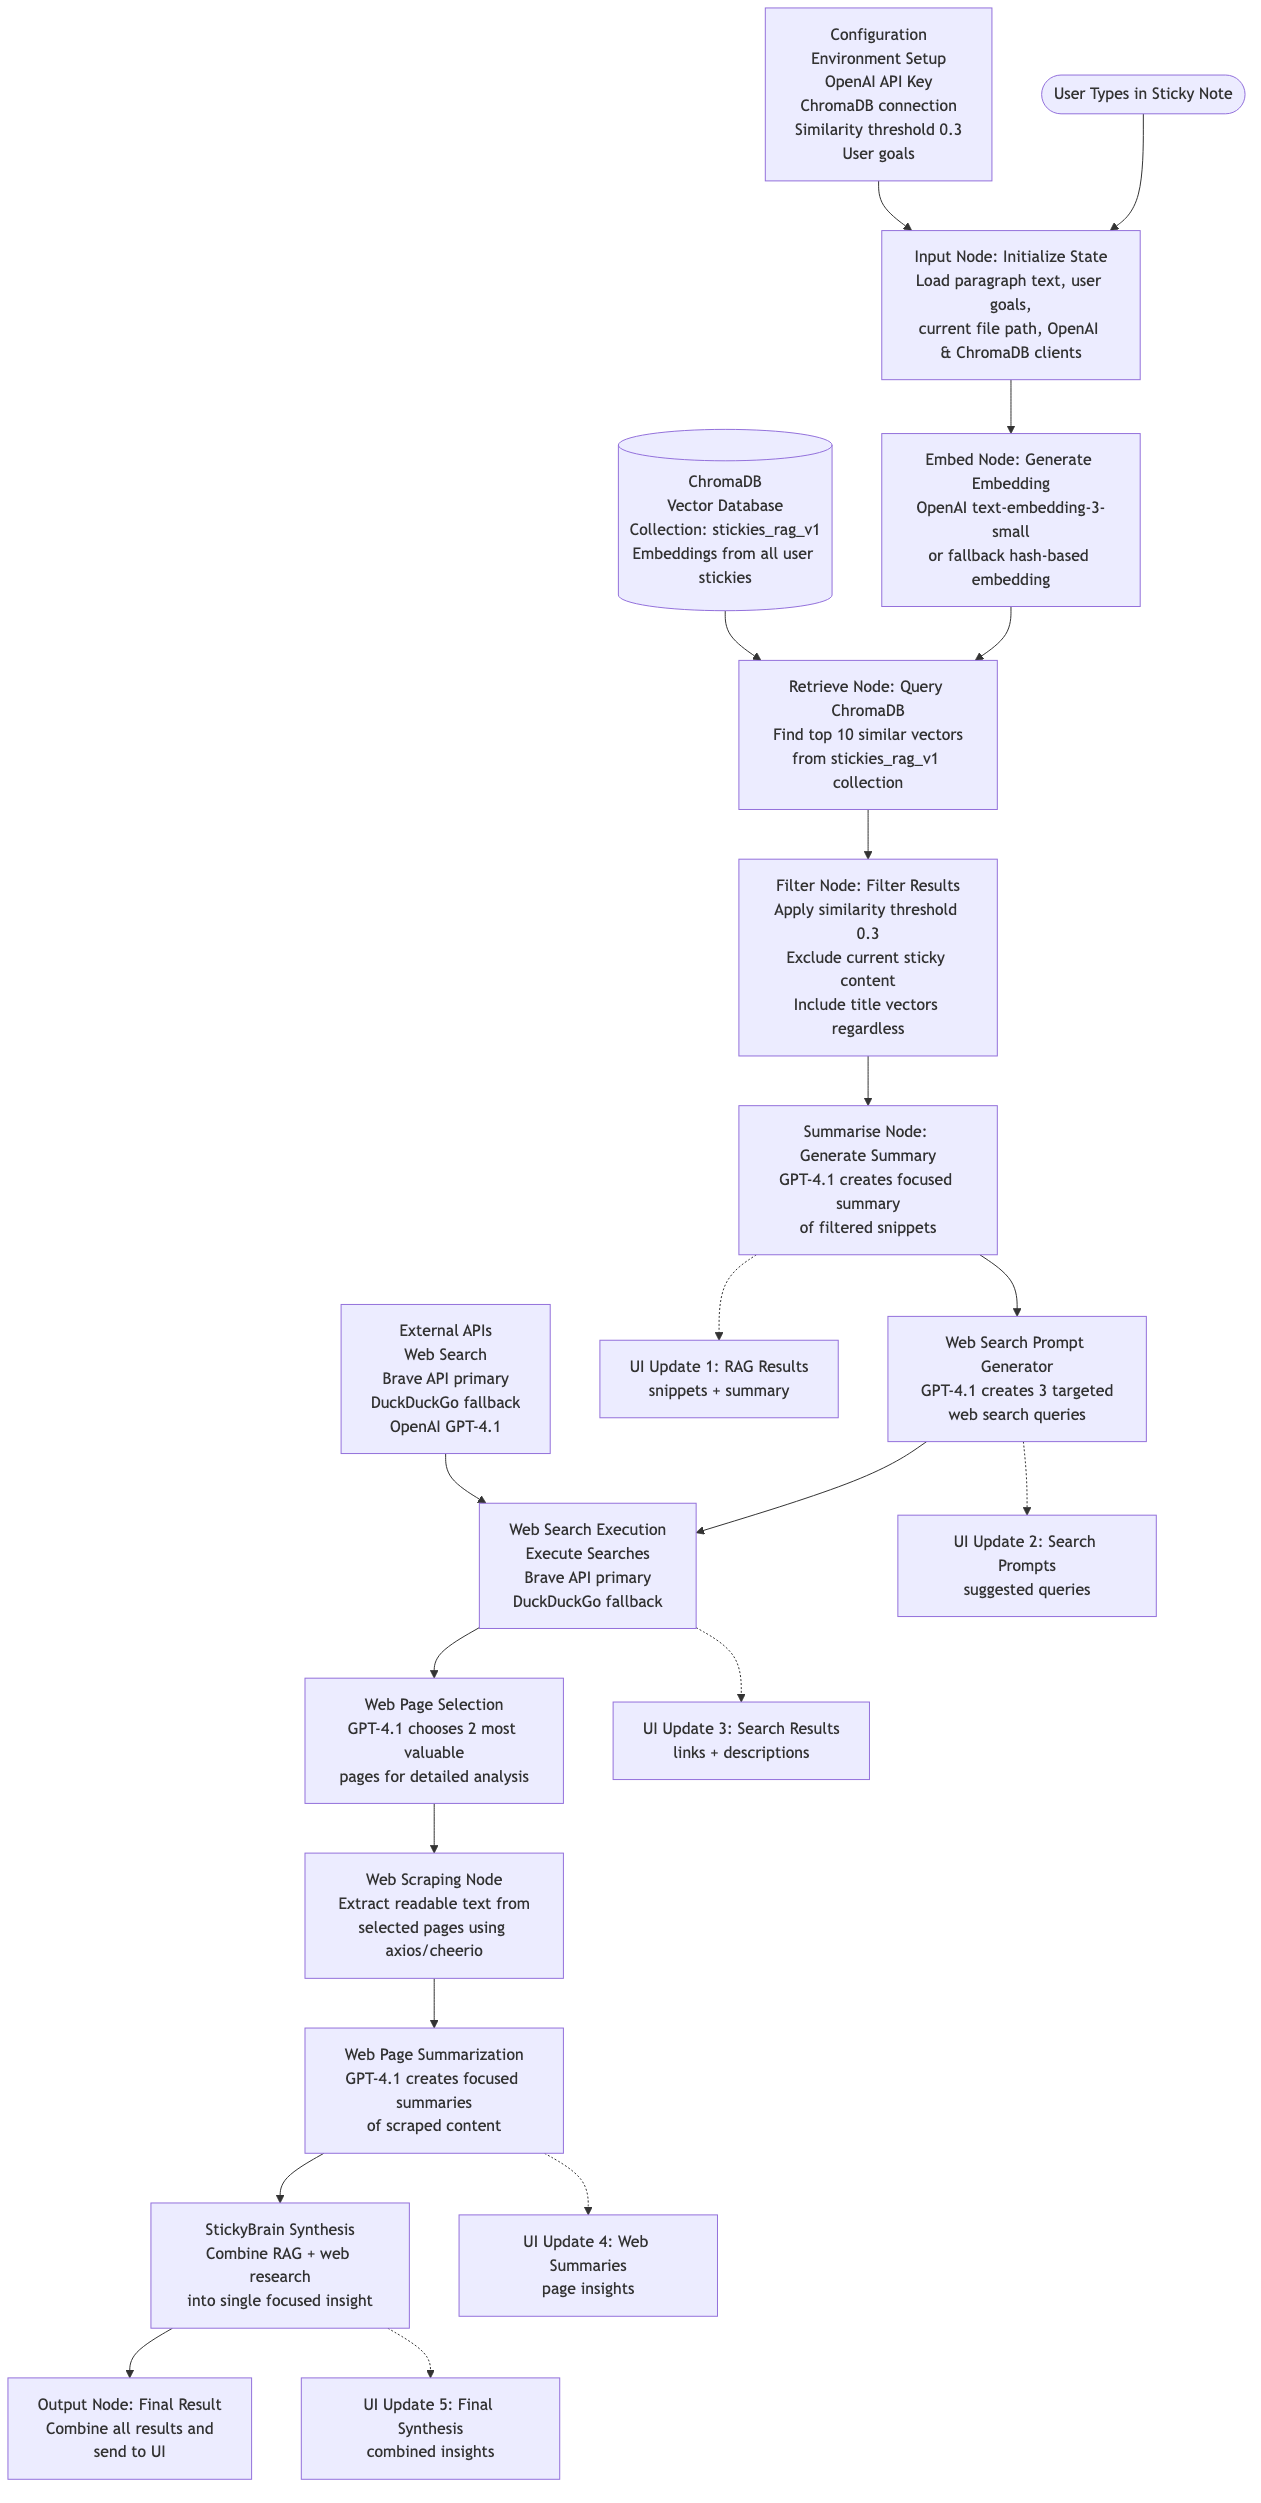 Configuration
Environment Setup
OpenAI API Key
ChromaDB connection
Similarity threshold 0.3
User goals
User Types in Sticky Note
Input Node: Initialize State
Load paragraph text, user
goals,
current file path, OpenAI
& ChromaDB clients
ChromaDB
Vector Database
Collection: stickies_rag_v1
Embeddings from all user
stickies
Embed Node: Generate
Embedding
OpenAI text-embedding-3-
small
or fallback hash-based
embedding
Retrieve Node: Query
ChromaDB
Find top 10 similar vectors
from stickies_rag_v1
collection
Filter Node: Filter Results
Apply similarity threshold
0.3
Exclude current sticky
content
Include title vectors
regardless
Summarise Node:
Generate Summary
GPT-4.1 creates focused
summary
of filtered snippets
External APIs
Web Search
Brave API primary
DuckDuckGo fallback
OpenAI GPT-4.1
UI Update 1: RAG Results
snippets + summary
Web Search Prompt
Generator
GPT-4.1 creates 3 targeted
web search queries
Web Search Execution
Execute Searches
Brave API primary
DuckDuckGo fallback
UI Update 2: Search
Prompts
suggested queries
Web Page Selection
GPT-4.1 chooses 2 most
valuable
pages for detailed analysis
UI Update 3: Search Results
links + descriptions
Web Scraping Node
Extract readable text from
selected pages using
axios/cheerio
Web Page Summarization
GPT-4.1 creates focused
summaries
of scraped content
StickyBrain Synthesis
Combine RAG + web
research
into single focused insight
UI Update 4: Web
Summaries
page insights
Output Node: Final Result
Combine all results and
send to UI
UI Update 5: Final
Synthesis
combined insights